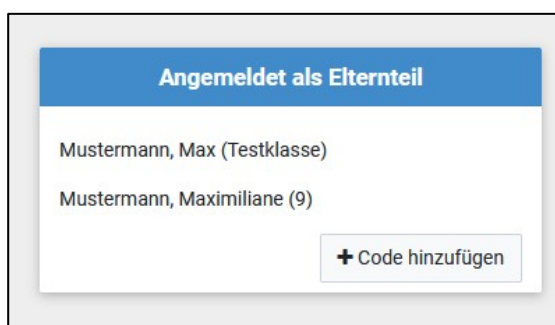 Angemeldet als Elternteil
Mustermann, Max (Testklasse)
Mustermann, Maximiliane (9)
+ Code hinzufügen